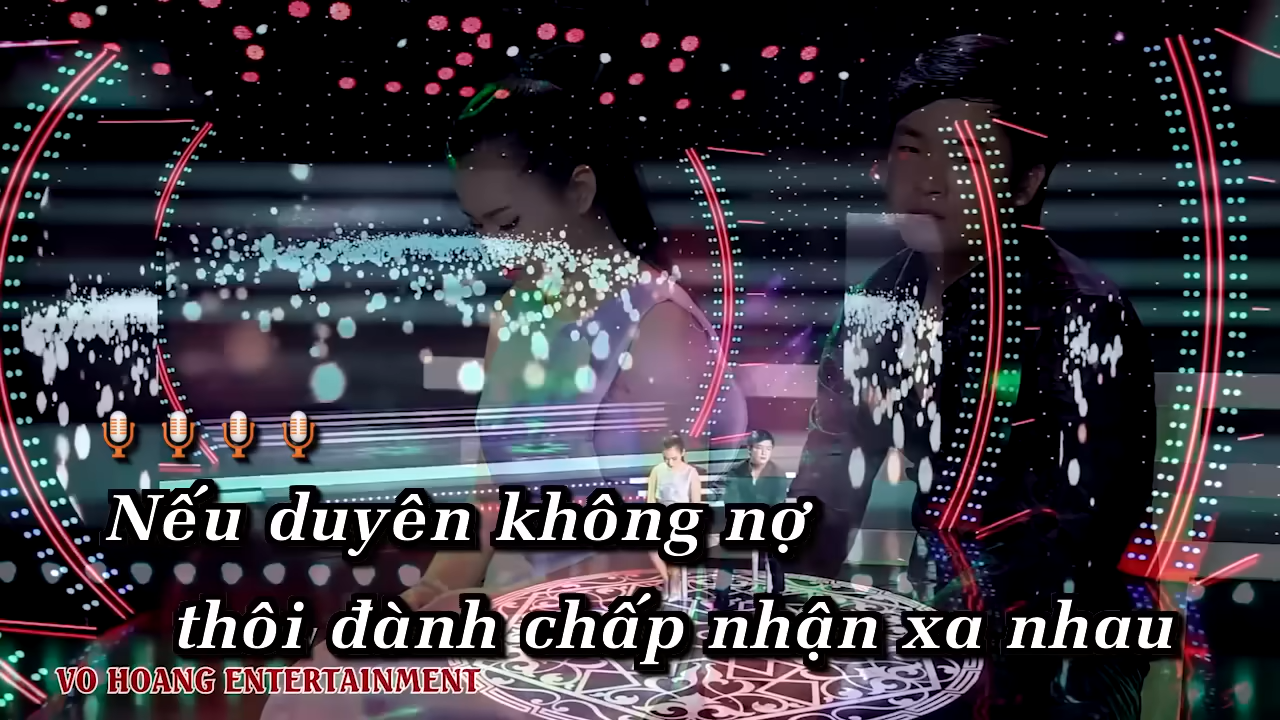 Nếu duyên không nợ
thôi đành chấp nhận xa nhau
VO HOANG ENTERTAINMENT